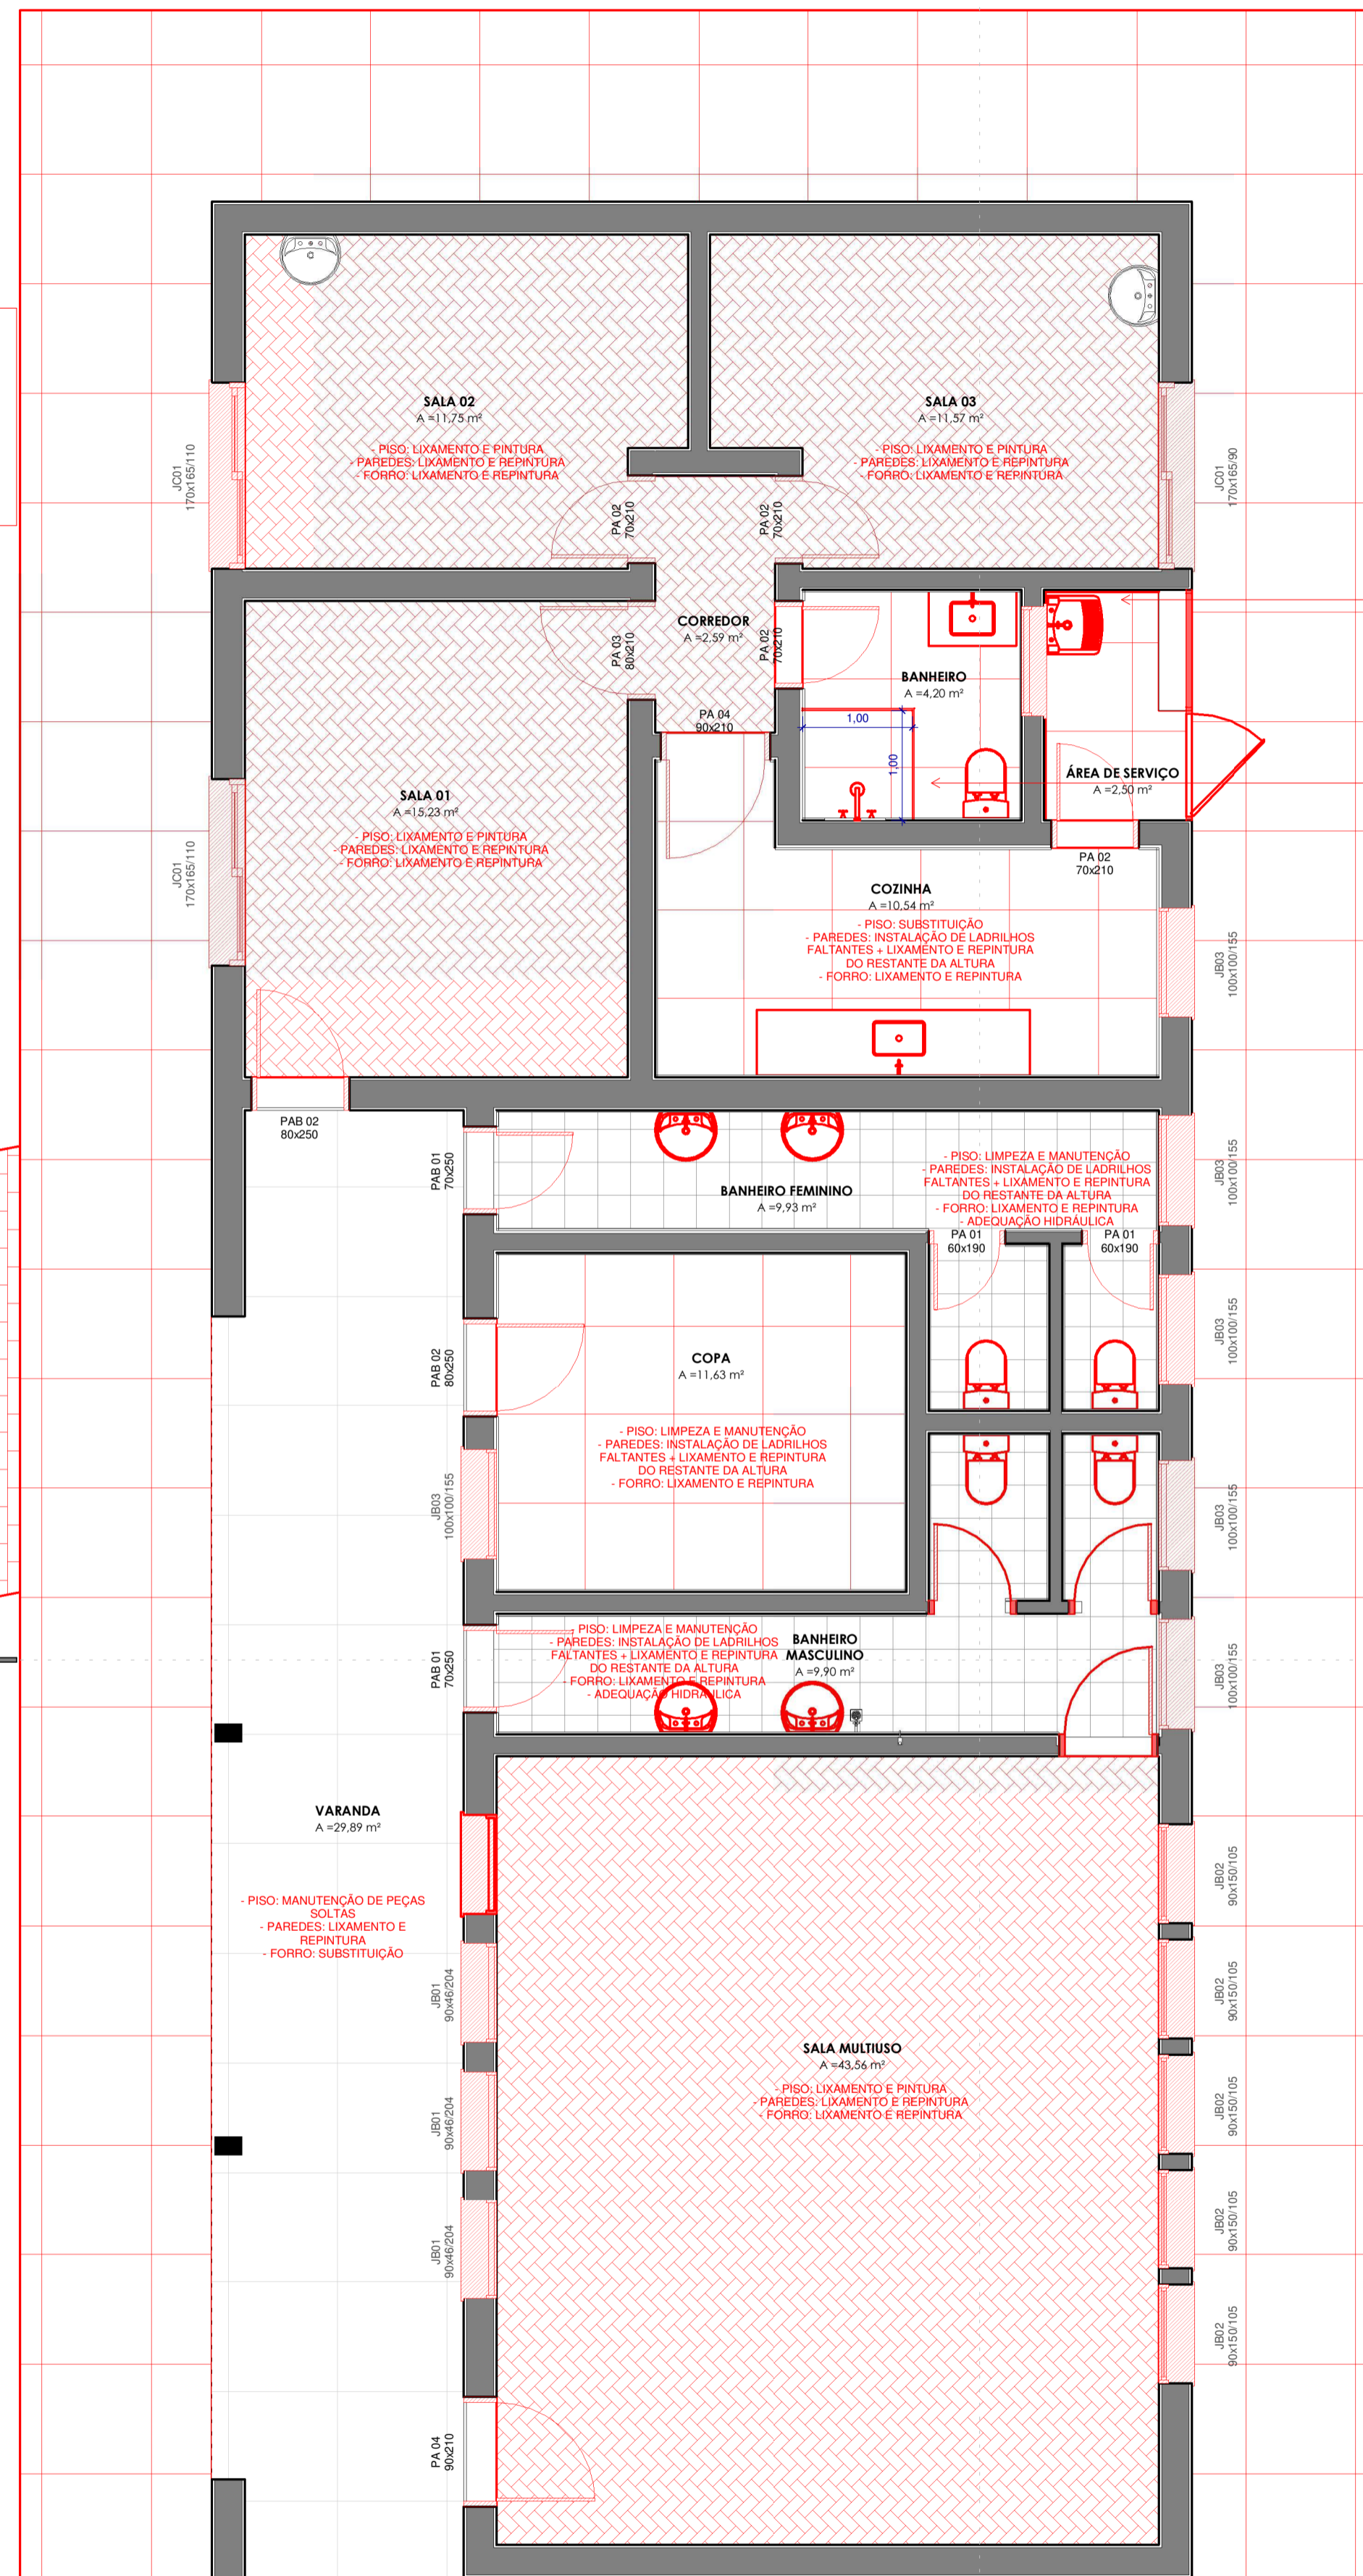 SALA 02
A =11,75 m²
- PISO: LIXAMENTO E PINTURA
- PAREDES: LIXAMENTO E REPINTURA
- FORRO: LIXAMENTO E REPINTURA
SALA 03
A =11,57 m²
- PISO: LIXAMENTO E PINTURA
- PAREDES: LIXAMENTO E REPINTURA
- FORRO: LIXAMENTO E REPINTURA
JC01
170x165/110
PA 02
70x210
PA 02
70x210
JC01
170x165/90
CORREDOR
A =2,59 m²
PA 03
80x210
PA 02
70x210
BANHEIRO
A =4,20 m²
PA 04
90x210
1,00
1,00
ÁREA DE SERVIÇO
A =2,50 m²
SALA 01
A =15,23 m²
- PISO: LIXAMENTO E PINTURA
- PAREDES: LIXAMENTO E REPINTURA
- FORRO: LIXAMENTO E REPINTURA
JC01
170x165/110
PA 02
70x210
COZINHA
A =10,54 m²
- PISO: SUBSTITUIÇÃO
- PAREDES: INSTALAÇÃO DE LADRILHOS
FALTANTES + LIXAMENTO E REPINTURA
DO RESTANTE DA ALTURA
- FORRO: LIXAMENTO E REPINTURA
JB03
100x100/155
PAB 02
80x250
PAB 01
70x250
BANHEIRO FEMININO
A =9,93 m²
- PISO: LIMPEZA E MANUTENÇÃO
- PAREDES: INSTALAÇÃO DE LADRILHOS
FALTANTES + LIXAMENTO E REPINTURA
DO RESTANTE DA ALTURA
- FORRO: LIXAMENTO E REPINTURA
- ADEQUAÇÃO HIDRÁULICA
JB03
100x100/155
PA 01
60x190
PA 01
60x190
PAB 02
80x250
COPA
A =11,63 m²
- PISO: LIMPEZA E MANUTENÇÃO
- PAREDES: INSTALAÇÃO DE LADRILHOS
FALTANTES + LIXAMENTO E REPINTURA
DO RESTANTE DA ALTURA
- FORRO: LIXAMENTO E REPINTURA
JB03
100x100/155
JB03
100x100/155
JB03
100x100/155
PAB 01
70x250
- PISO: LIMPEZA E MANUTENÇÃO
- PAREDES: INSTALAÇÃO DE LADRILHOS
FALTANTES + LIXAMENTO E REPINTURA
DO RESTANTE DA ALTURA
- FORRO: LIXAMENTO E REPINTURA
- ADEQUAÇÃO HIDRÁULICA
BANHEIRO
MASCULINO
A =9,90 m²
JB03
100x100/155
VARANDA
A =29,89 m²
- PISO: MANUTENÇÃO DE PEÇAS
SOLTAS
- PAREDES: LIXAMENTO E
REPINTURA
- FORRO: SUBSTITUIÇÃO
JB02
90x150/105
JB01
90x46/204
JB02
90x150/105
SALA MULTIUSO
A =43,56 m²
- PISO: LIXAMENTO E PINTURA
- PAREDES: LIXAMENTO E REPINTURA
- FORRO: LIXAMENTO E REPINTURA
JB01
90x46/204
JB02
90x150/105
JB01
90x46/204
JB02
90x150/105
JB02
90x150/105
PA 04
90x210